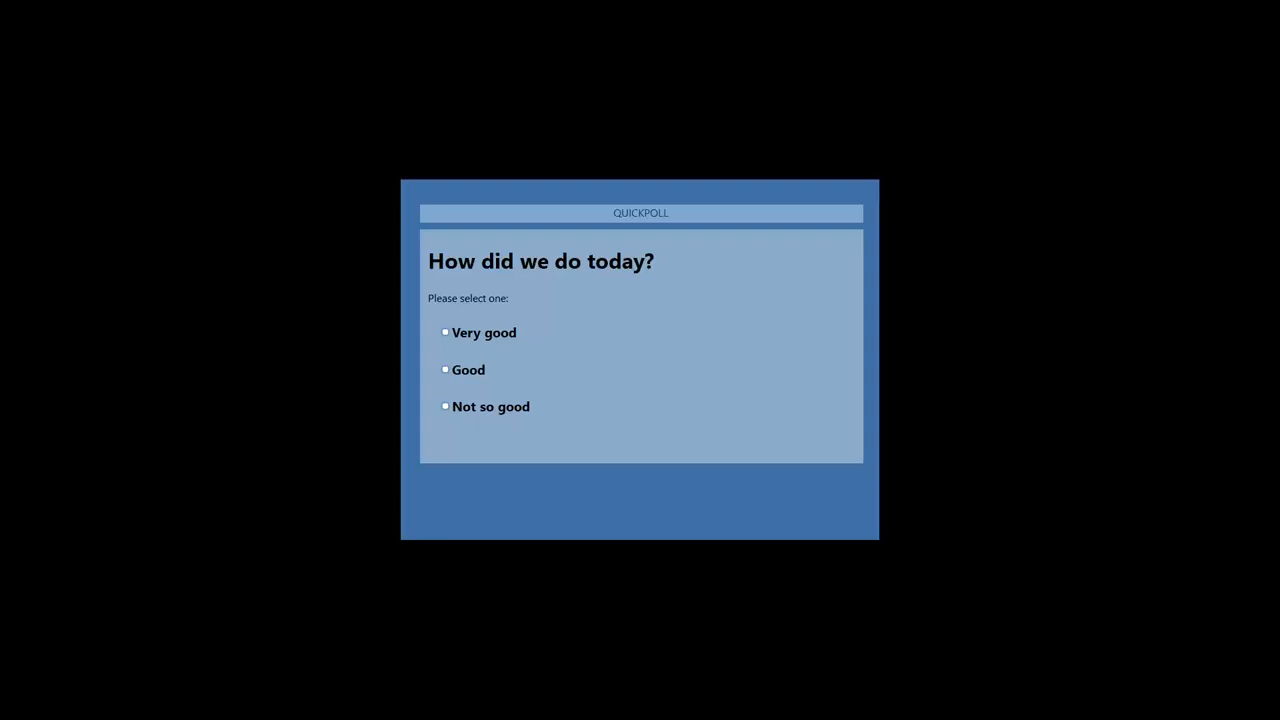 QUICKPOLL
How did we do today?
Please select one:
Very good
Good
Not so good